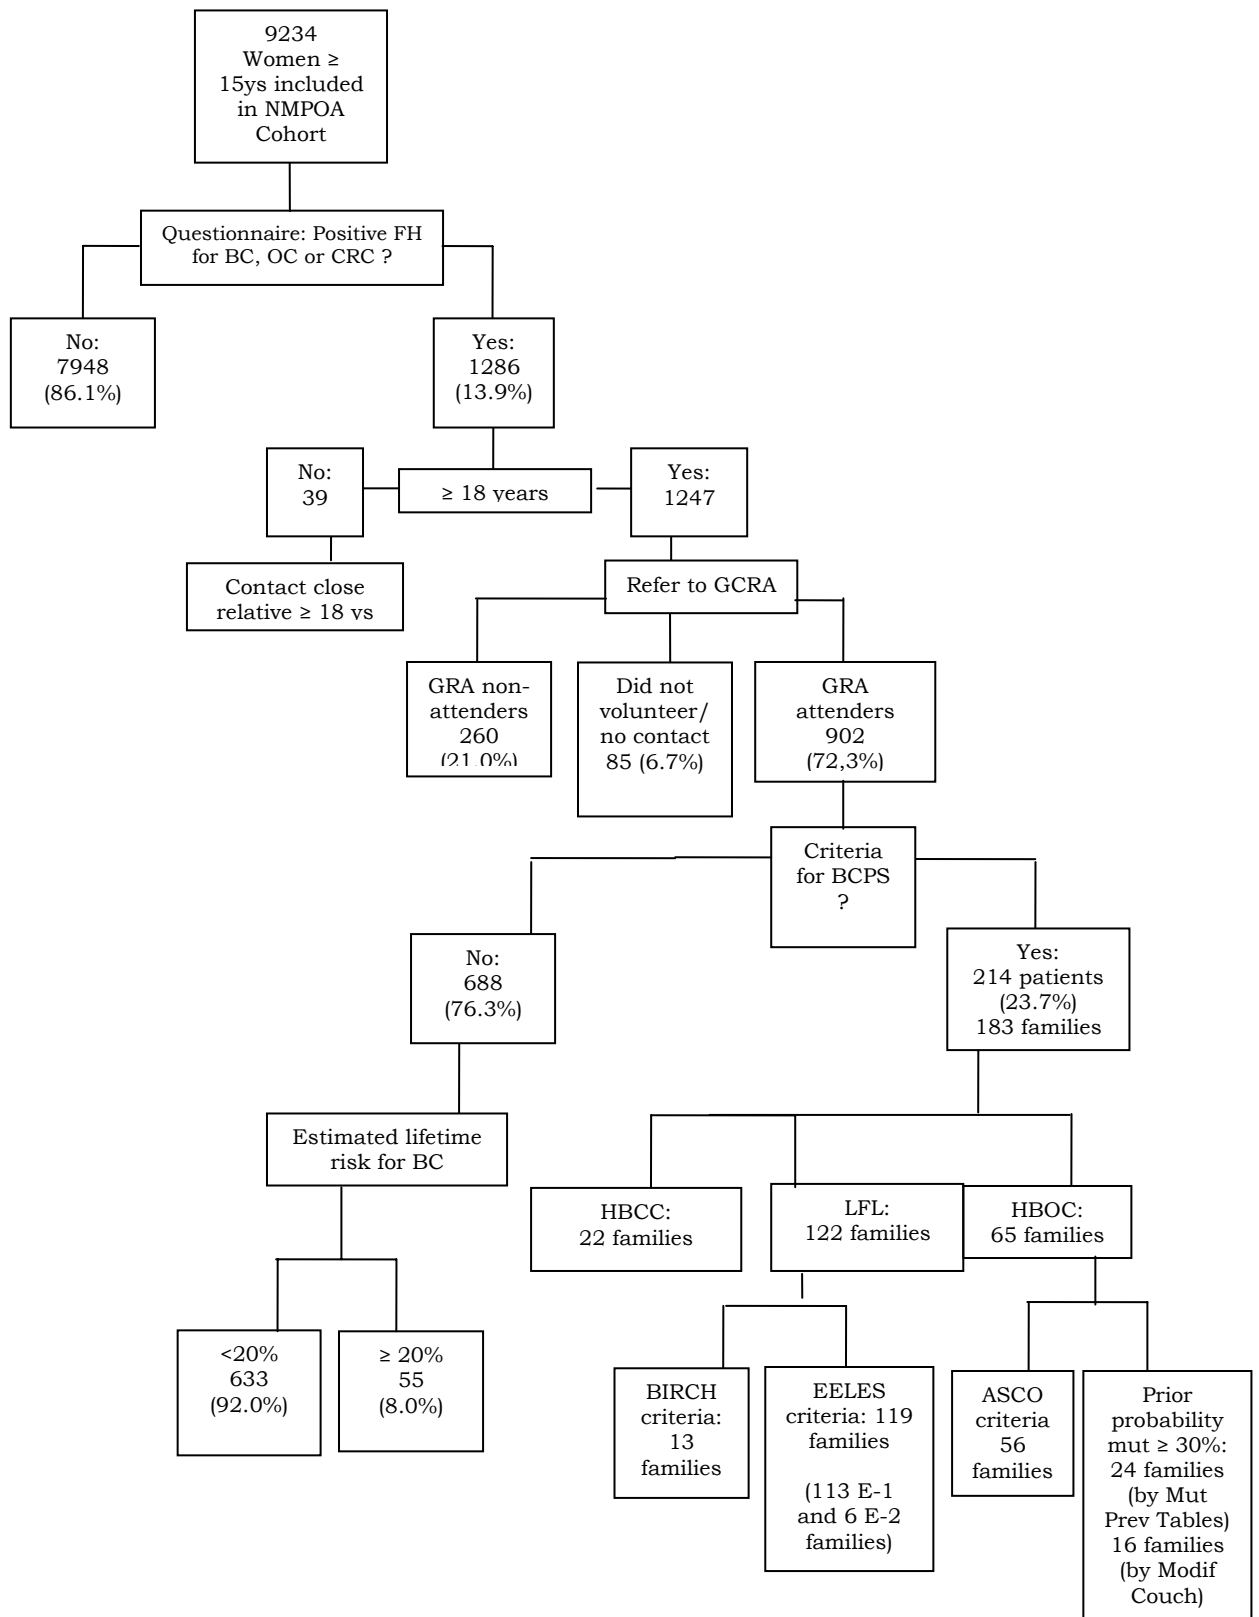 9234
Women ≥
15ys included
in NMPOA
Cohort
Questionnaire: Positive FH
for BC, OC or CRC ?
No:
7948
(86.1%)
Yes:
1286
(13.9%)
No:
39
≥ 18 years
Yes:
1247
Contact close
relative ≥ 18 ys
Refer to GCRA
GRA non-
attenders
260
(21.0%)
Did not
volunteer/
no contact
85 (6.7%)
GRA
attenders
902
(72,3%)
Criteria
for BCPS
?
No:
688
(76.3%)
Yes:
214 patients
(23.7%)
183 families
Estimated lifetime
risk for BC
HBCC:
22 families
LFL:
122 families
HBOC:
65 families
<20%
633
(92.0%)
≥ 20%
55
(8.0%)
BIRCH
criteria:
13
families
EELES
criteria: 119
families
(113 E-1
and 6 E-2
families)
ASCO
criteria
56
families
Prior
probability
mut ≥ 30%:
24 families
(by Mut
Prev Tables)
16 families
(by Modif
Couch)